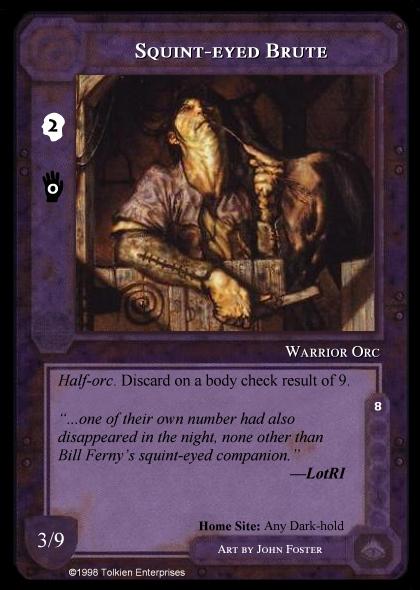 Squint-eyed Brute
2
0
Warrior Orc
Half-orc. Discard on a body check result of 9.
8
“...one of their own number had also
disappeared in the night, none other than
Bill Ferny’s squint-eyed companion.”
—LotRI
Home Site: Any Dark-hold
3/9
Art by John Foster
©1998 Tolkien Enterprises